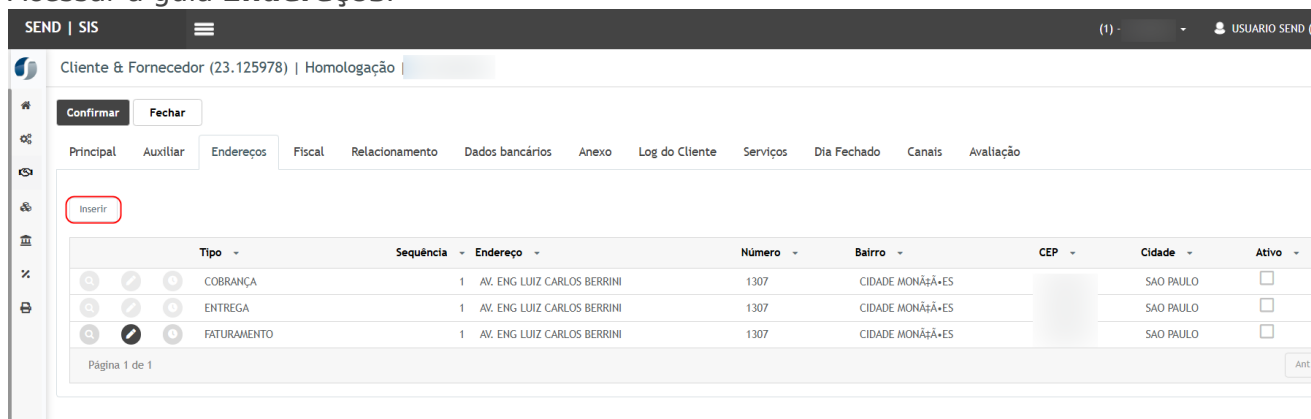 Acessar a guia Endereços.
SEND | SIS (1) - USUARIO SEND (
Cliente & Fornecedor (23.125978) | Homologação |
Confirmar Fechar
Principal Auxiliar Endereços Fiscal Relacionamento Dados bancários Anexo Log do Cliente Serviços Dia Fechado Canais Avaliação
Inserir
Tipo Sequência Endereço Número Bairro CEP Cidade Ativo
COBRANÇA 1 AV. ENG LUIZ CARLOS BERRINI 1307 CIDADE MONÃ‡Ã•ES SAO PAULO
ENTREGA 1 AV. ENG LUIZ CARLOS BERRINI 1307 CIDADE MONÃ‡Ã•ES SAO PAULO
FATURAMENTO 1 AV. ENG LUIZ CARLOS BERRINI 1307 CIDADE MONÃ‡Ã•ES SAO PAULO
Página 1 de 1 Ant